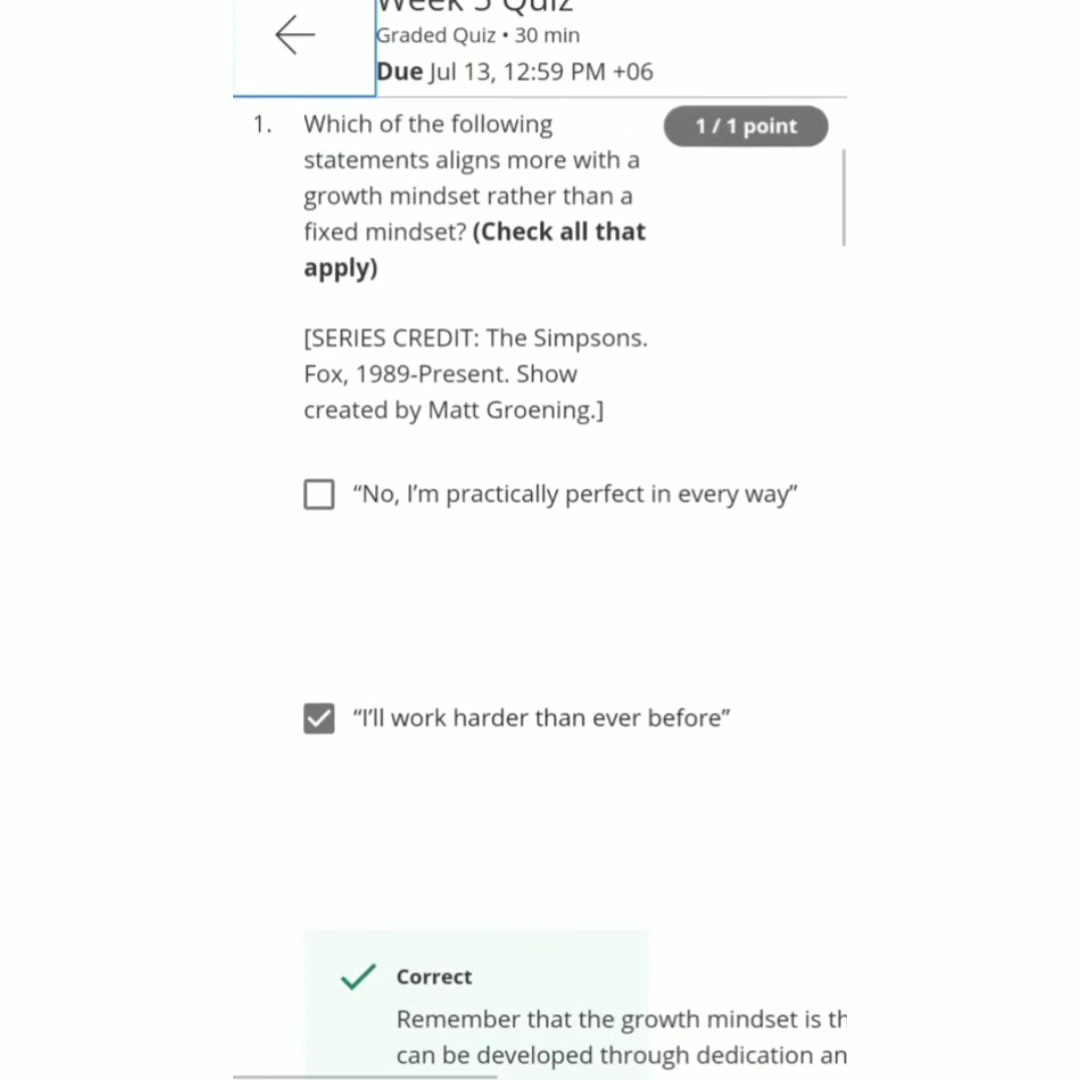 Week 5 Quiz
Graded Quiz • 30 min
Due Jul 13, 12:59 PM +06
1. Which of the following
1 / 1 point
statements aligns more with a
growth mindset rather than a
fixed mindset? (Check all that
apply)
[SERIES CREDIT: The Simpsons.
Fox, 1989-Present. Show
created by Matt Groening.]
“No, I’m practically perfect in every way”
“I’ll work harder than ever before”
Correct
Remember that the growth mindset is th
can be developed through dedication an